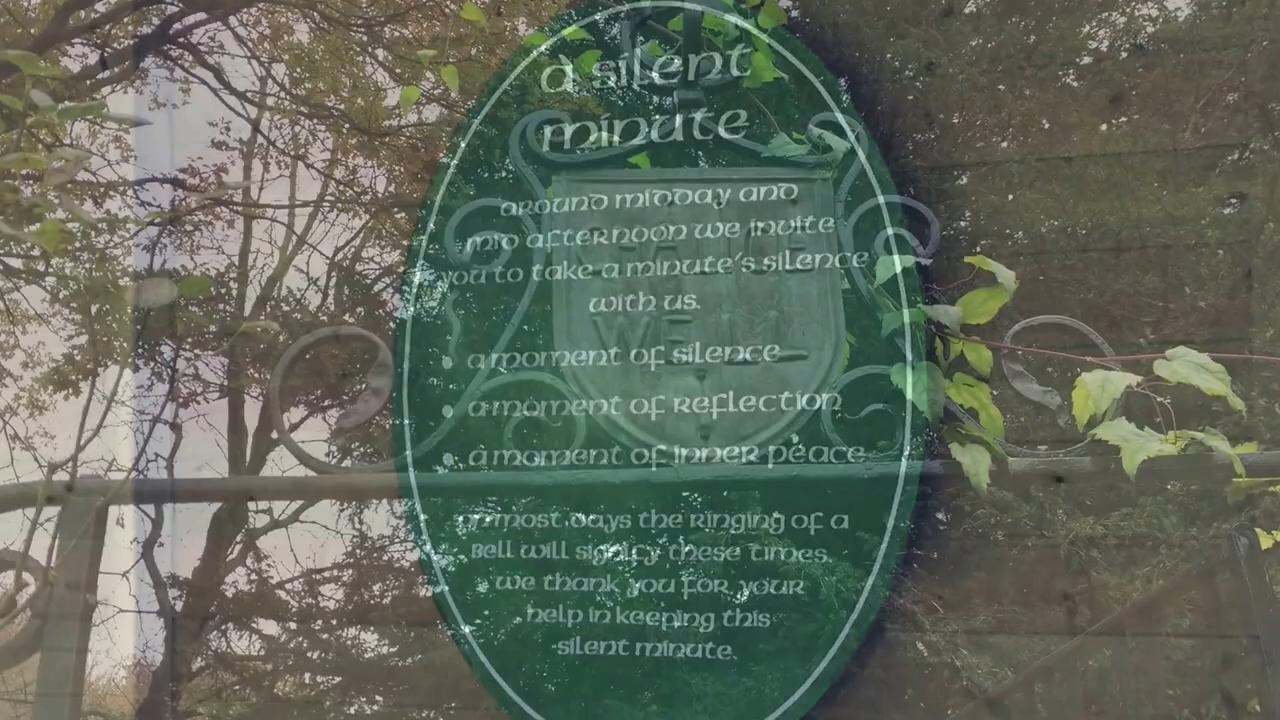 a silent
minute
around midday and
mid afternoon we invite
you to take a minute's silence
with us.
• a moment of silence
• a moment of reflection
• a moment of inner peace
on most days the ringing of a
bell will signify these times.
we thank you for your
help in keeping this
silent minute.
WELL